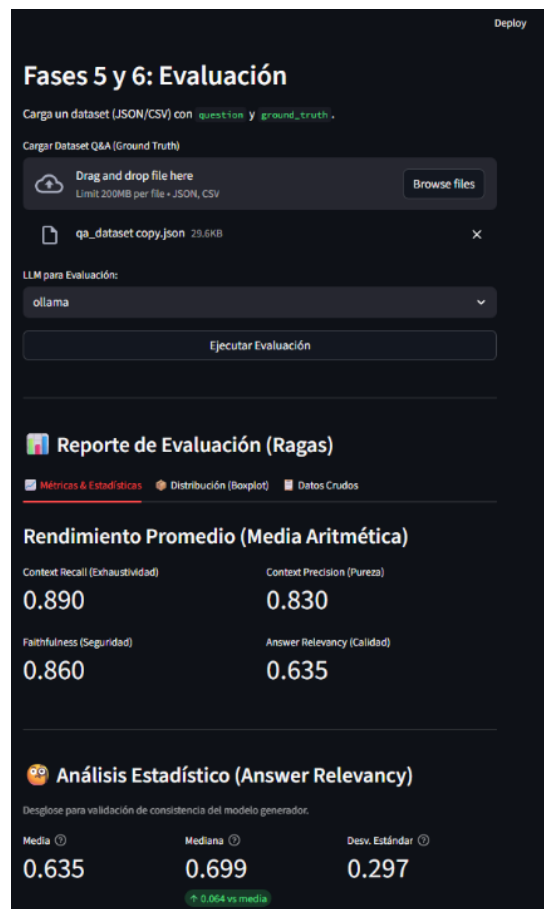 Deploy
Fases 5 y 6: Evaluación
Carga un dataset (JSON/CSV) con question y ground_truth.
Cargar Dataset Q&A (Ground Truth)
Drag and drop file here
Limit 200MB per file • JSON, CSV
Browse files
qa_dataset copy.json 29.6KB
LLM para Evaluación:
ollama
Ejecutar Evaluación
Reporte de Evaluación (Ragas)
Métricas & Estadísticas Distribución (Boxplot) Datos Crudos
Rendimiento Promedio (Media Aritmética)
Context Recall (Exhaustividad) Context Precision (Pureza)
0.890 0.830
Faithfulness (Seguridad) Answer Relevancy (Calidad)
0.860 0.635
Análisis Estadístico (Answer Relevancy)
Desglose para validación de consistencia del modelo generador.
Media Mediana Desv. Estándar
0.635 0.699 0.297
↑ 0.064 vs media